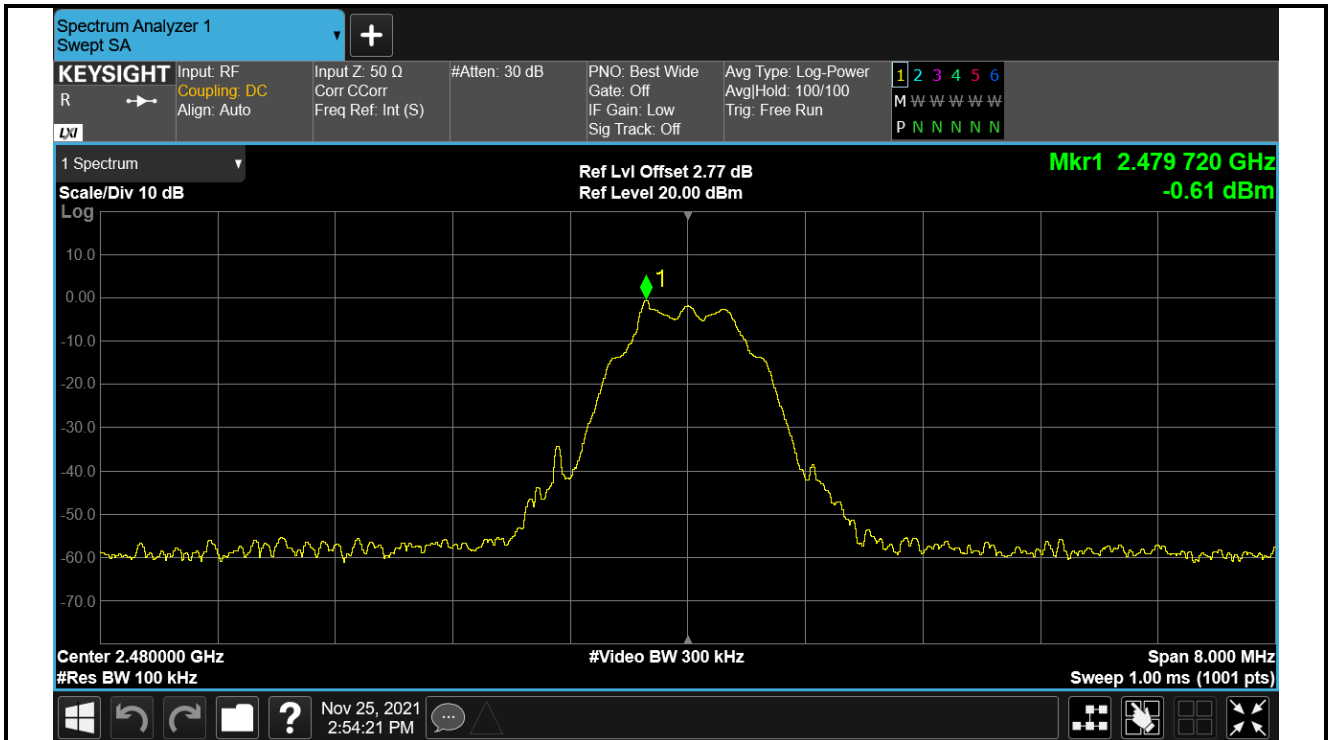 Spectrum Analyzer 1
Swept SA
+
KEYSIGHT
R
LXI
Input: RF
Coupling: DC
Align: Auto
Input Z: 50 Ω
Corr CCorr
Freq Ref: Int (S)
#Atten: 30 dB
PNO: Best Wide
Gate: Off
IF Gain: Low
Sig Track: Off
Avg Type: Log-Power
Avg|Hold: 100/100
Trig: Free Run
1 2 3 4 5 6
M W W W W W
P N N N N N
1 Spectrum
Scale/Div 10 dB
Log
Ref Lvl Offset 2.77 dB
Ref Level 20.00 dBm
Mkr1 2.479 720 GHz
-0.61 dBm
1
10.0
0.00
-10.0
-20.0
-30.0
-40.0
-50.0
-60.0
-70.0
Center 2.480000 GHz
#Res BW 100 kHz
#Video BW 300 kHz
Span 8.000 MHz
Sweep 1.00 ms (1001 pts)
?
Nov 25, 2021
2:54:21 PM